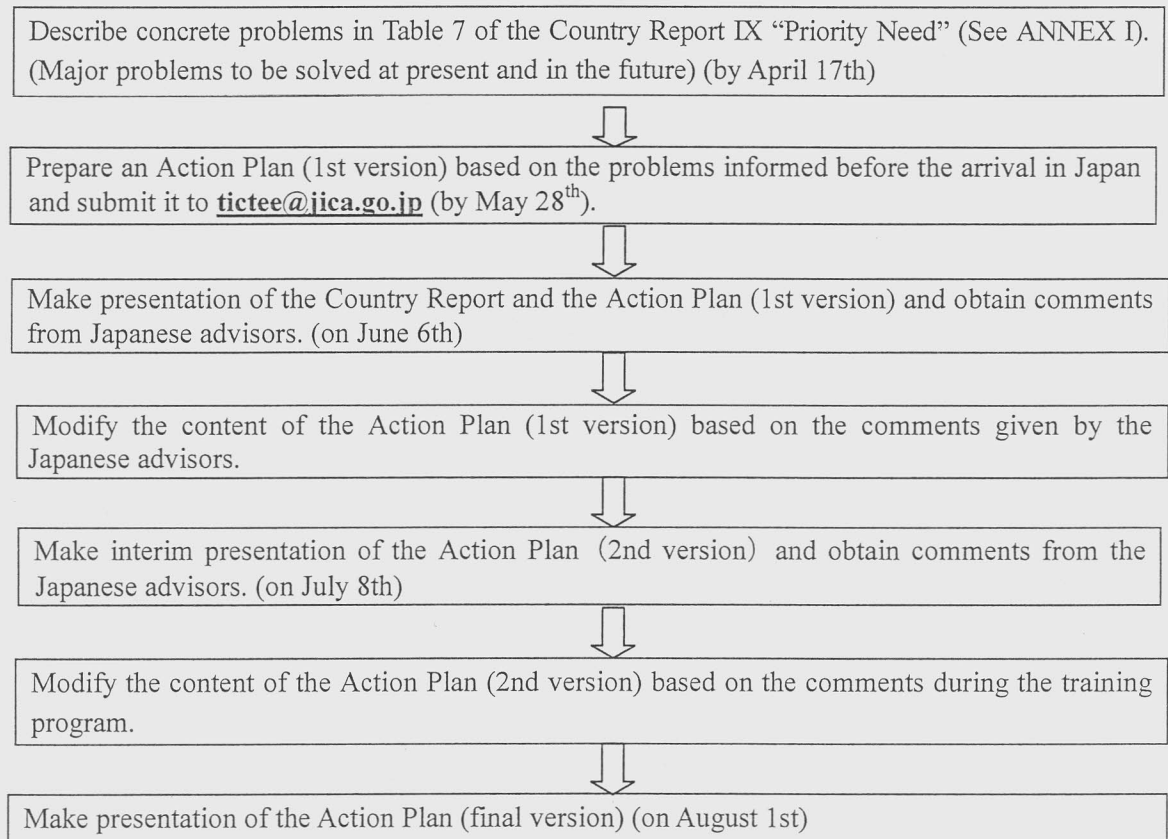 Describe concrete problems in Table 7 of the Country Report IX “Priority Need” (See ANNEX I).
(Major problems to be solved at present and in the future) (by April 17th)
Prepare an Action Plan (1st version) based on the problems informed before the arrival in Japan
and submit it to tictee@jica.go.jp (by May 28th).
Make presentation of the Country Report and the Action Plan (1st version) and obtain comments
from Japanese advisors. (on June 6th)
Modify the content of the Action Plan (1st version) based on the comments given by the
Japanese advisors.
Make interim presentation of the Action Plan (2nd version) and obtain comments from the
Japanese advisors. (on July 8th)
Modify the content of the Action Plan (2nd version) based on the comments during the training
program.
Make presentation of the Action Plan (final version) (on August 1st)